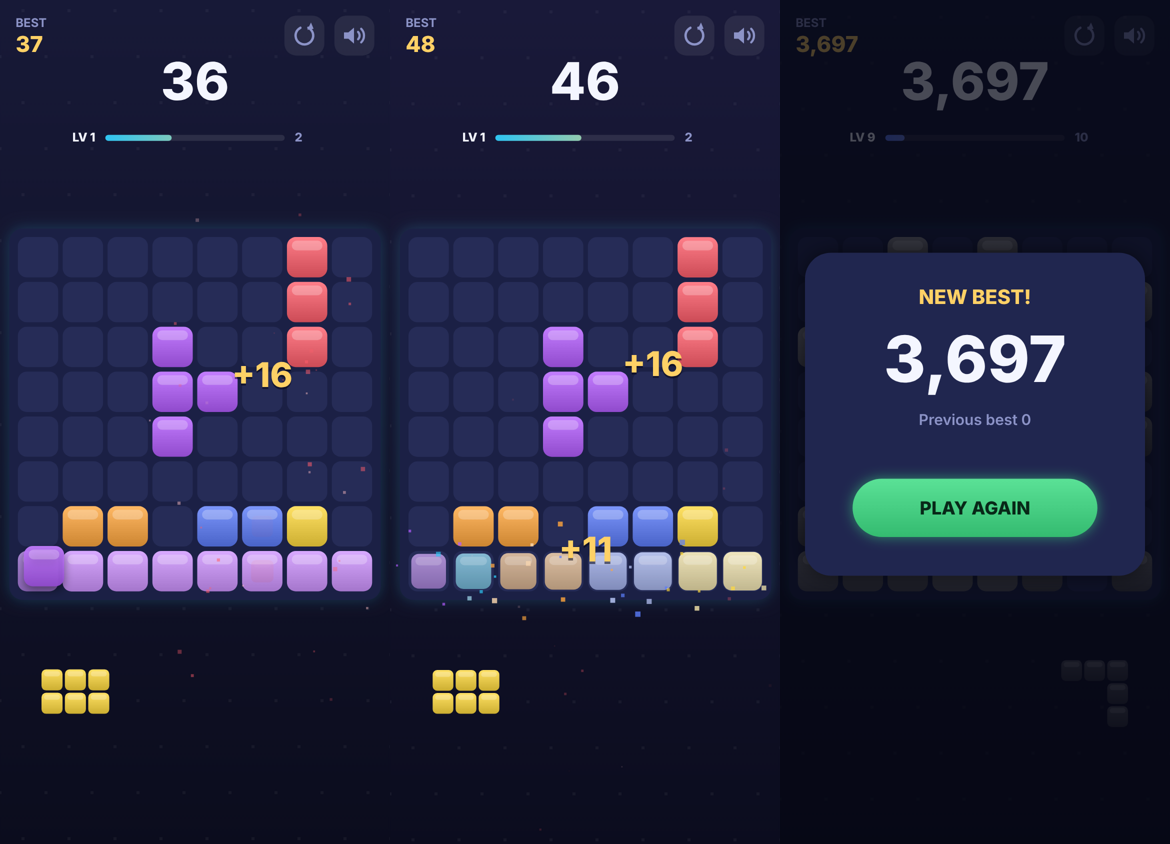 BEST
37
36
LV 1 2
+16
BEST
48
46
LV 1 2
+16
+11
BEST
3,697
3,697
LV 9 10
NEW BEST!
3,697
Previous best 0
PLAY AGAIN